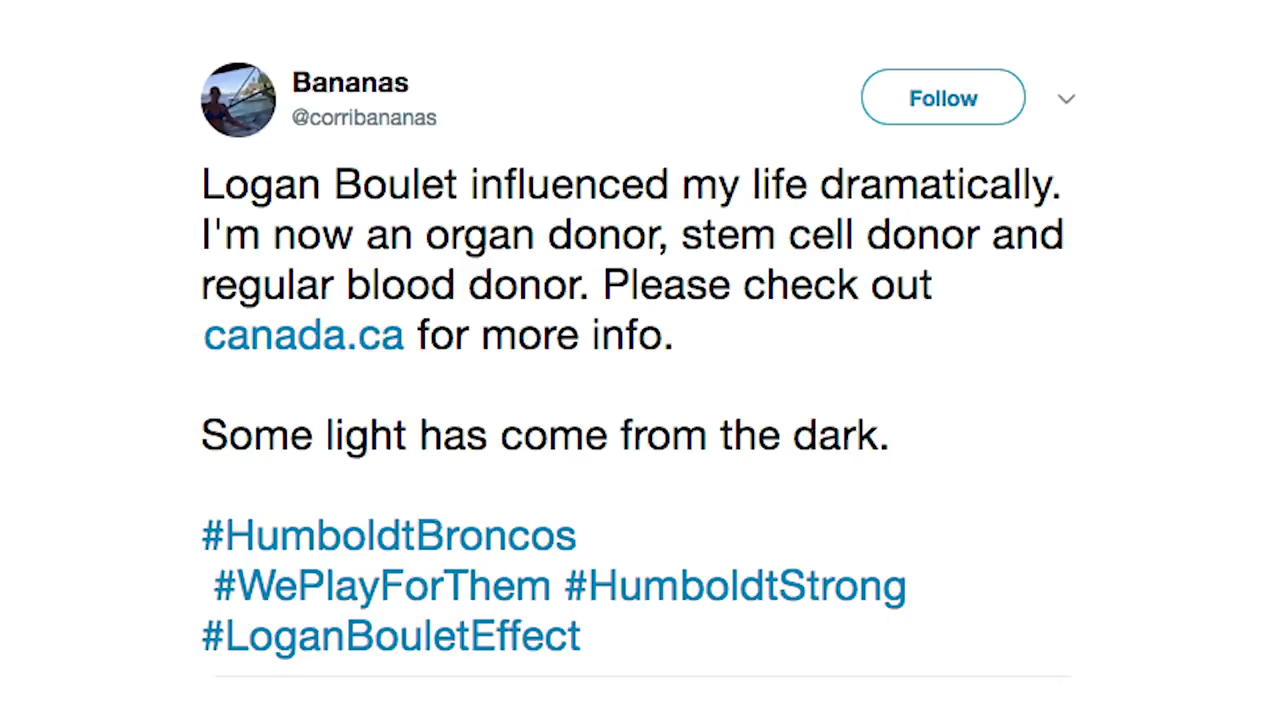 Bananas
@corribananas
Follow
Logan Boulet influenced my life dramatically.
I'm now an organ donor, stem cell donor and
regular blood donor. Please check out
canada.ca for more info.
Some light has come from the dark.
#HumboldtBroncos
#WePlayForThem #HumboldtStrong
#LoganBouletEffect